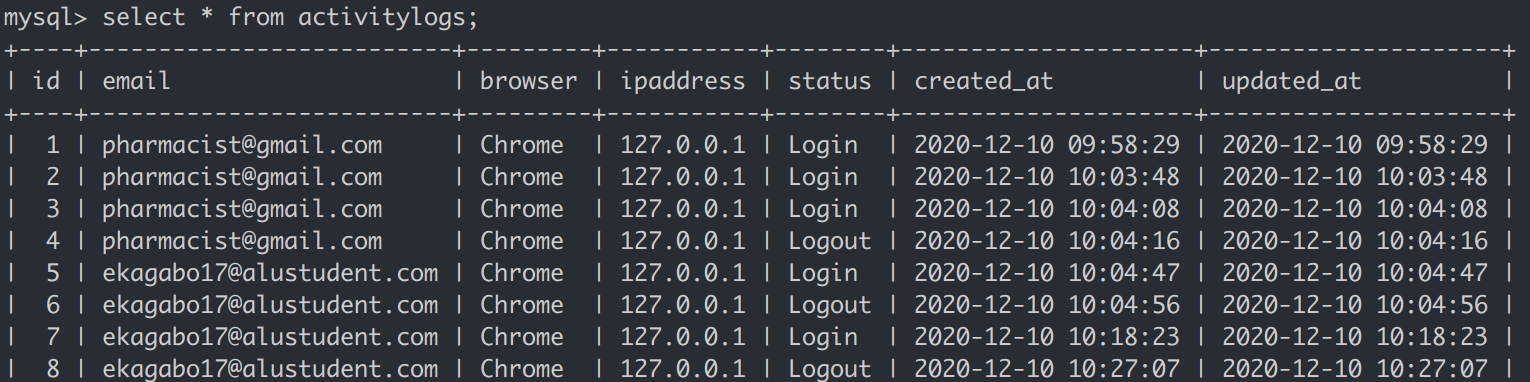 mysql> select * from activitylogs;
+----+--------------------------+---------+-----------+--------+---------------------+---------------------+
| id | email                    | browser | ipaddress | status | created_at          | updated_at          |
+----+--------------------------+---------+-----------+--------+---------------------+---------------------+
|  1 | pharmacist@gmail.com     | Chrome  | 127.0.0.1 | Login  | 2020-12-10 09:58:29 | 2020-12-10 09:58:29 |
|  2 | pharmacist@gmail.com     | Chrome  | 127.0.0.1 | Login  | 2020-12-10 10:03:48 | 2020-12-10 10:03:48 |
|  3 | pharmacist@gmail.com     | Chrome  | 127.0.0.1 | Login  | 2020-12-10 10:04:08 | 2020-12-10 10:04:08 |
|  4 | pharmacist@gmail.com     | Chrome  | 127.0.0.1 | Logout | 2020-12-10 10:04:16 | 2020-12-10 10:04:16 |
|  5 | ekagabo17@alustudent.com | Chrome  | 127.0.0.1 | Login  | 2020-12-10 10:04:47 | 2020-12-10 10:04:47 |
|  6 | ekagabo17@alustudent.com | Chrome  | 127.0.0.1 | Logout | 2020-12-10 10:04:56 | 2020-12-10 10:04:56 |
|  7 | ekagabo17@alustudent.com | Chrome  | 127.0.0.1 | Login  | 2020-12-10 10:18:23 | 2020-12-10 10:18:23 |
|  8 | ekagabo17@alustudent.com | Chrome  | 127.0.0.1 | Logout | 2020-12-10 10:27:07 | 2020-12-10 10:27:07 |